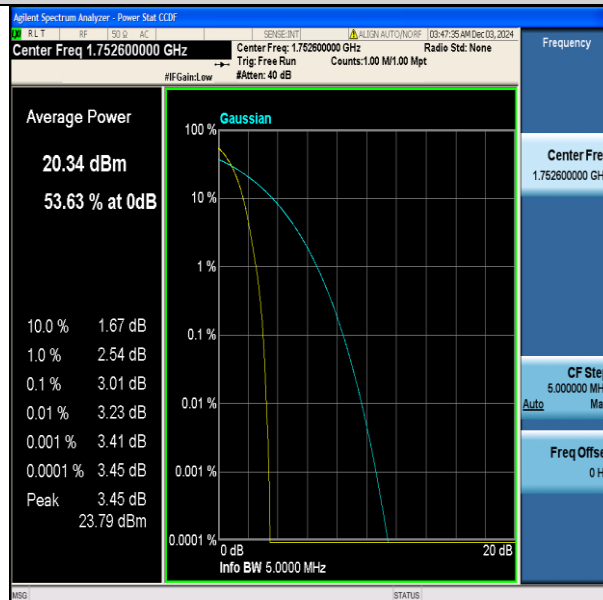 Agilent Spectrum Analyzer - Power Stat CCDF
R L T RF 50 Ω AC SENSE:INT ALIGN AUTO/NORF 03:47:35 AM Dec 03, 2024
Center Freq 1.752600000 GHz
Center Freq: 1.752600000 GHz Radio Std: None
Trig: Free Run Counts:1.00 M/1.00 Mpt
#IFGain:Low #Atten: 40 dB
Frequency
Average Power
20.34 dBm
53.63 % at 0dB
10.0 % 1.67 dB
1.0 % 2.54 dB
0.1 % 3.01 dB
0.01 % 3.23 dB
0.001 % 3.41 dB
0.0001 % 3.45 dB
Peak 3.45 dB
23.79 dBm
Gaussian
100 %
10 %
1 %
0.1 %
0.01 %
0.001 %
0.0001 %
0 dB 20 dB
Info BW 5.0000 MHz
Center Fre
1.752600000 GH
CF Ste
5.000000 MH
Auto Ma
Freq Offse
0 H
MSG STATUS